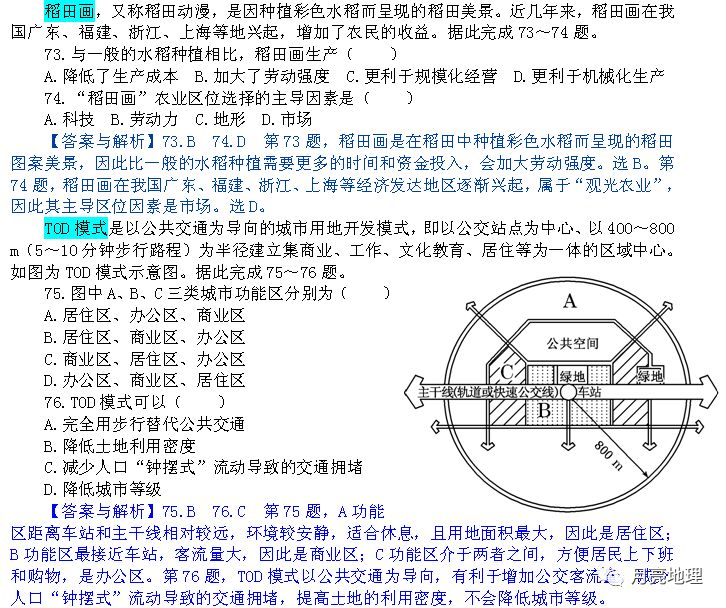 稻田画，又称稻田动漫，是因种植彩色水稻而呈现的稻田美景。近几年来，稻田画在我
国广东、福建、浙江、上海等地兴起，增加了农民的收益。据此完成73～74题。
73.与一般的水稻种植相比，稻田画生产（　　）
A.降低了生产成本　B.加大了劳动强度　C.更利于规模化经营　D.更利于机械化生产
74.“稻田画”农业区位选择的主导因素是（　　）
A.科技　B.劳动力　C.地形　D.市场
【答案与解析】73.B　74.D　第73题，稻田画是在稻田中种植彩色水稻而呈现的稻田
图案美景，因此比一般的水稻种植需要更多的时间和资金投入，会加大劳动强度。选B。第
74题，稻田画在我国广东、福建、浙江、上海等经济发达地区逐渐兴起，属于“观光农业”，
因此其主导区位因素是市场。选D。
TOD模式是以公共交通为导向的城市用地开发模式，即以公交站点为中心、以400～800
m（5～10分钟步行路程）为半径建立集商业、工作、文化教育、居住等为一体的区域中心。
如图为TOD模式示意图。据此完成75～76题。
75.图中A、B、C三类城市功能区分别为（　　）
A.居住区、办公区、商业区
B.居住区、商业区、办公区
C.商业区、居住区、办公区
D.办公区、商业区、居住区
76.TOD模式可以（　　）
A.完全用步行替代公共交通
B.降低土地利用密度
C.减少人口“钟摆式”流动导致的交通拥堵
D.降低城市等级
A
公共空间
C
绿地
绿地
主干线(轨道或快速公交线)
车站
B
800 m
【答案与解析】75.B　76.C　第75题，A功能
区距离车站和主干线相对较远，环境较安静，适合休息，且用地面积最大，因此是居住区；
B功能区最接近车站，客流量大，因此是商业区；C功能区介于两者之间，方便居民上下班
和购物，是办公区。第76题，TOD模式以公共交通为导向，有利于增加公交客流
月亮地理
人口“钟摆式”流动导致的交通拥堵，提高土地的利用密度，不会降低城市等级。